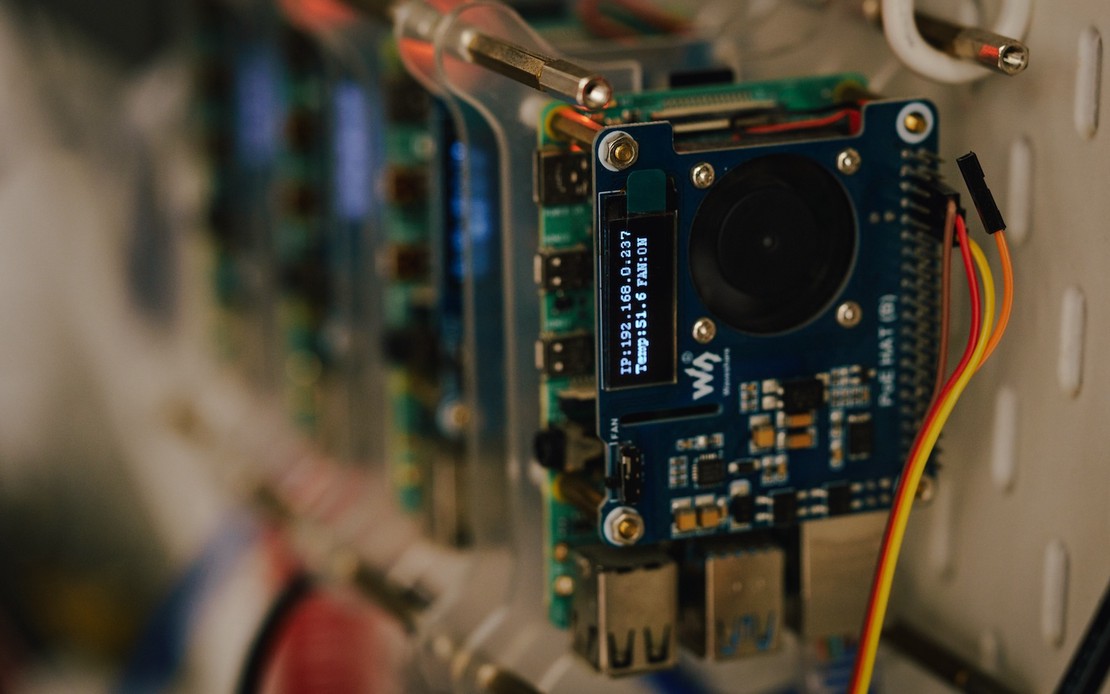 IP:192.168.0.237
Temp:51.6 FAN:ON
Waveshare
PoE HAT (B)
FAN